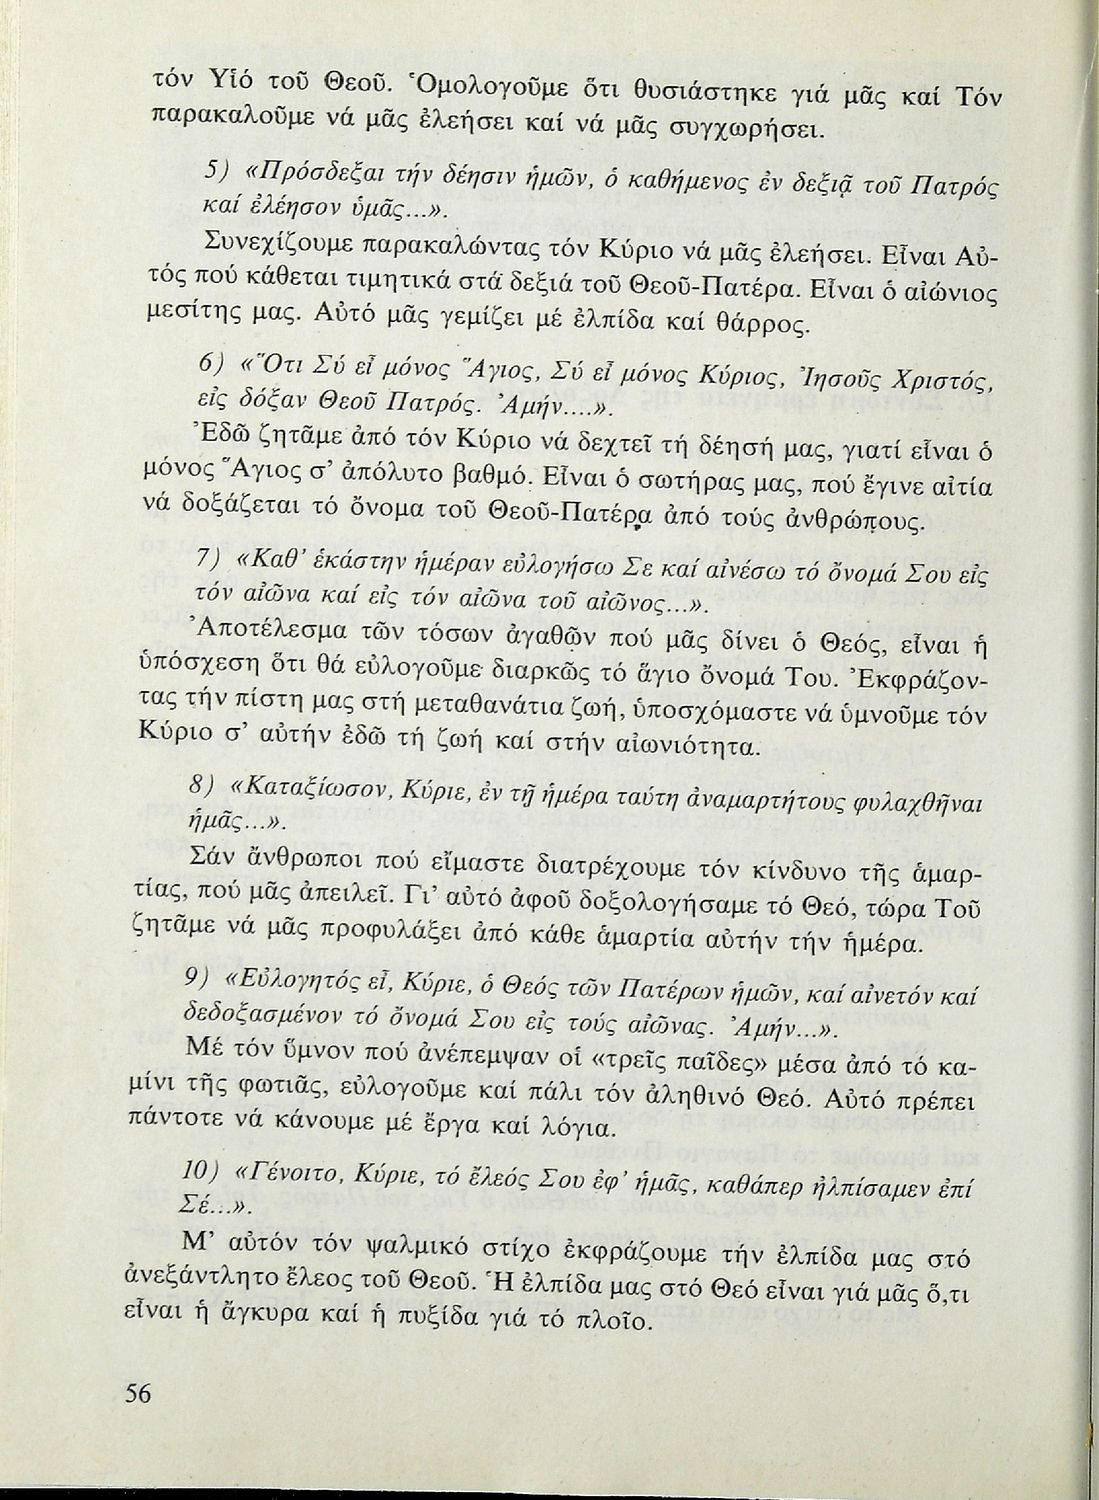 τόν Υἱό τοῦ Θεοῦ. Ὁμολογοῦμε ὅτι θυσιάστηκε γιά μᾶς καί Τόν
παρακαλοῦμε νά μᾶς ἐλεήσει καί νά μᾶς συγχωρήσει.
5) «Πρόσδεξαι τήν δέησιν ἡμῶν, ὁ καθήμενος ἐν δεξιᾷ τοῦ Πατρός
καί ἐλέησον ὑμᾶς...».
Συνεχίζουμε παρακαλώντας τόν Κύριο νά μᾶς ἐλεήσει. Εἶναι Αὐ-
τός πού κάθεται τιμητικά στά δεξιά τοῦ Θεοῦ-Πατέρα. Εἶναι ὁ αἰώνιος
μεσίτης μας. Αὐτό μᾶς γεμίζει μέ ἐλπίδα καί θάρρος.
6) «Ὅτι Σύ εἶ μόνος Ἅγιος, Σύ εἶ μόνος Κύριος, Ἰησοῦς Χριστός,
εἰς δόξαν Θεοῦ Πατρός. Ἀμήν....».
Ἐδῶ ζητᾶμε ἀπό τόν Κύριο νά δεχτεῖ τή δέησή μας, γιατί εἶναι ὁ
μόνος Ἅγιος σ’ ἀπόλυτο βαθμό. Εἶναι ὁ σωτήρας μας, πού ἔγινε αἰτία
νά δοξάζεται τό ὄνομα τοῦ Θεοῦ-Πατέρα ἀπό τούς ἀνθρώπους.
7) «Καθ’ ἑκάστην ἡμέραν εὐλογήσω Σε καί αἰνέσω τό ὄνομά Σου εἰς
τόν αἰῶνα καί εἰς τόν αἰῶνα τοῦ αἰῶνος...».
Ἀποτέλεσμα τῶν τόσων ἀγαθῶν πού μᾶς δίνει ὁ Θεός, εἶναι ἡ
ὑπόσχεση ὅτι θά εὐλογοῦμε διαρκῶς τό ἅγιο ὄνομά Του. Ἐκφράζον-
τας τήν πίστη μας στή μεταθανάτια ζωή, ὑποσχόμαστε νά ὑμνοῦμε τόν
Κύριο σ’ αὐτήν ἐδῶ τή ζωή καί στήν αἰωνιότητα.
8) «Καταξίωσον, Κύριε, ἐν τῇ ἡμέρα ταύτη ἀναμαρτήτους φυλαχθῆναι
ἡμᾶς...».
Σάν ἄνθρωποι πού εἴμαστε διατρέχουμε τόν κίνδυνο τῆς ἁμαρ-
τίας, πού μᾶς ἀπειλεῖ. Γι’ αὐτό ἀφοῦ δοξολογήσαμε τό Θεό, τώρα Τοῦ
ζητᾶμε νά μᾶς προφυλάξει ἀπό κάθε ἁμαρτία αὐτήν τήν ἡμέρα.
9) «Εὐλογητός εἶ, Κύριε, ὁ Θεός τῶν Πατέρων ἡμῶν, καί αἰνετόν καί
δεδοξασμένον τό ὄνομά Σου εἰς τούς αἰῶνας. Ἀμήν...».
Μέ τόν ὕμνον πού ἀνέπεμψαν οἱ «τρεῖς παῖδες» μέσα ἀπό τό κα-
μίνι τῆς φωτιᾶς, εὐλογοῦμε καί πάλι τόν ἀληθινό Θεό. Αὐτό πρέπει
πάντοτε νά κάνουμε μέ ἔργα καί λόγια.
10) «Γένοιτο, Κύριε, τό ἔλεός Σου ἐφ’ ἡμᾶς, καθάπερ ἠλπίσαμεν ἐπί
Σέ...».
Μ’ αὐτόν τόν ψαλμικό στίχο ἐκφράζουμε τήν ἐλπίδα μας στό
ἀνεξάντλητο ἔλεος τοῦ Θεοῦ. Ἡ ἐλπίδα μας στό Θεό εἶναι γιά μᾶς ὅ,τι
εἶναι ἡ ἄγκυρα καί ἡ πυξίδα γιά τό πλοῖο.
56